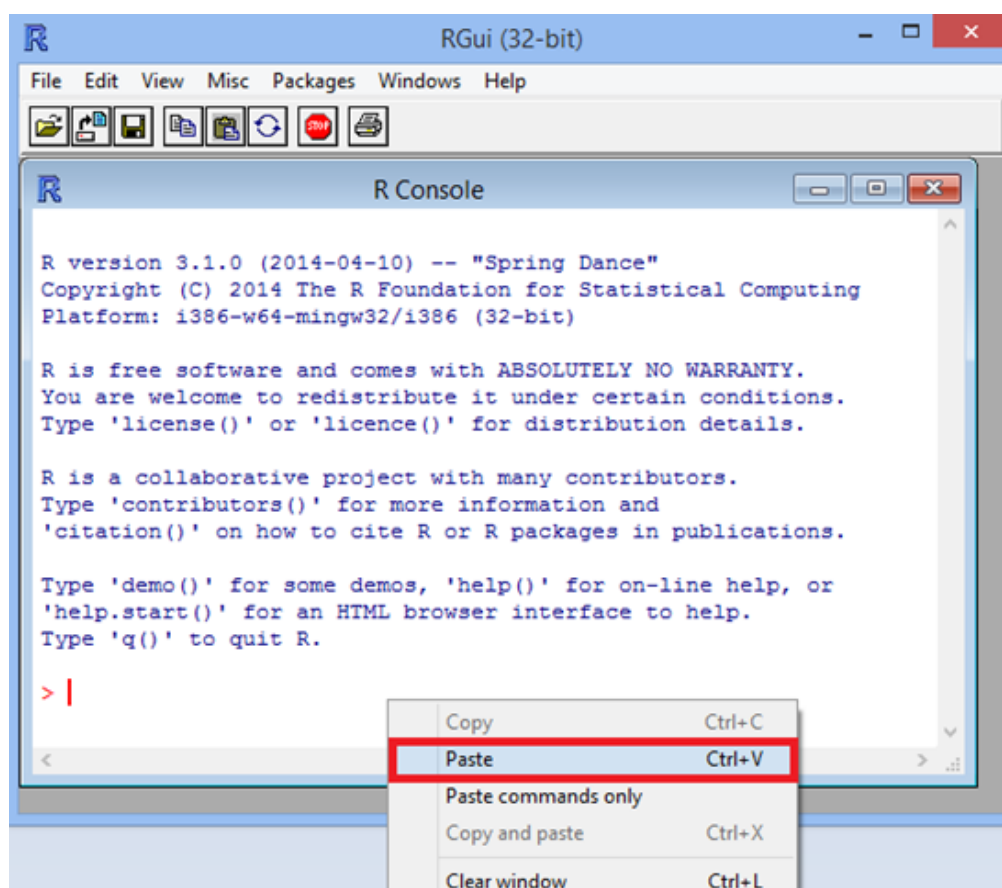 RGui (32-bit)
File Edit View Misc Packages Windows Help
STOP
R Console
R version 3.1.0 (2014-04-10) -- "Spring Dance"
Copyright (C) 2014 The R Foundation for Statistical Computing
Platform: i386-w64-mingw32/i386 (32-bit)
R is free software and comes with ABSOLUTELY NO WARRANTY.
You are welcome to redistribute it under certain conditions.
Type 'license()' or 'licence()' for distribution details.
R is a collaborative project with many contributors.
Type 'contributors()' for more information and
'citation()' on how to cite R or R packages in publications.
Type 'demo()' for some demos, 'help()' for on-line help, or
'help.start()' for an HTML browser interface to help.
Type 'q()' to quit R.
>
Copy Ctrl+C
Paste Ctrl+V
Paste commands only
Copy and paste Ctrl+X
Clear window Ctrl+L